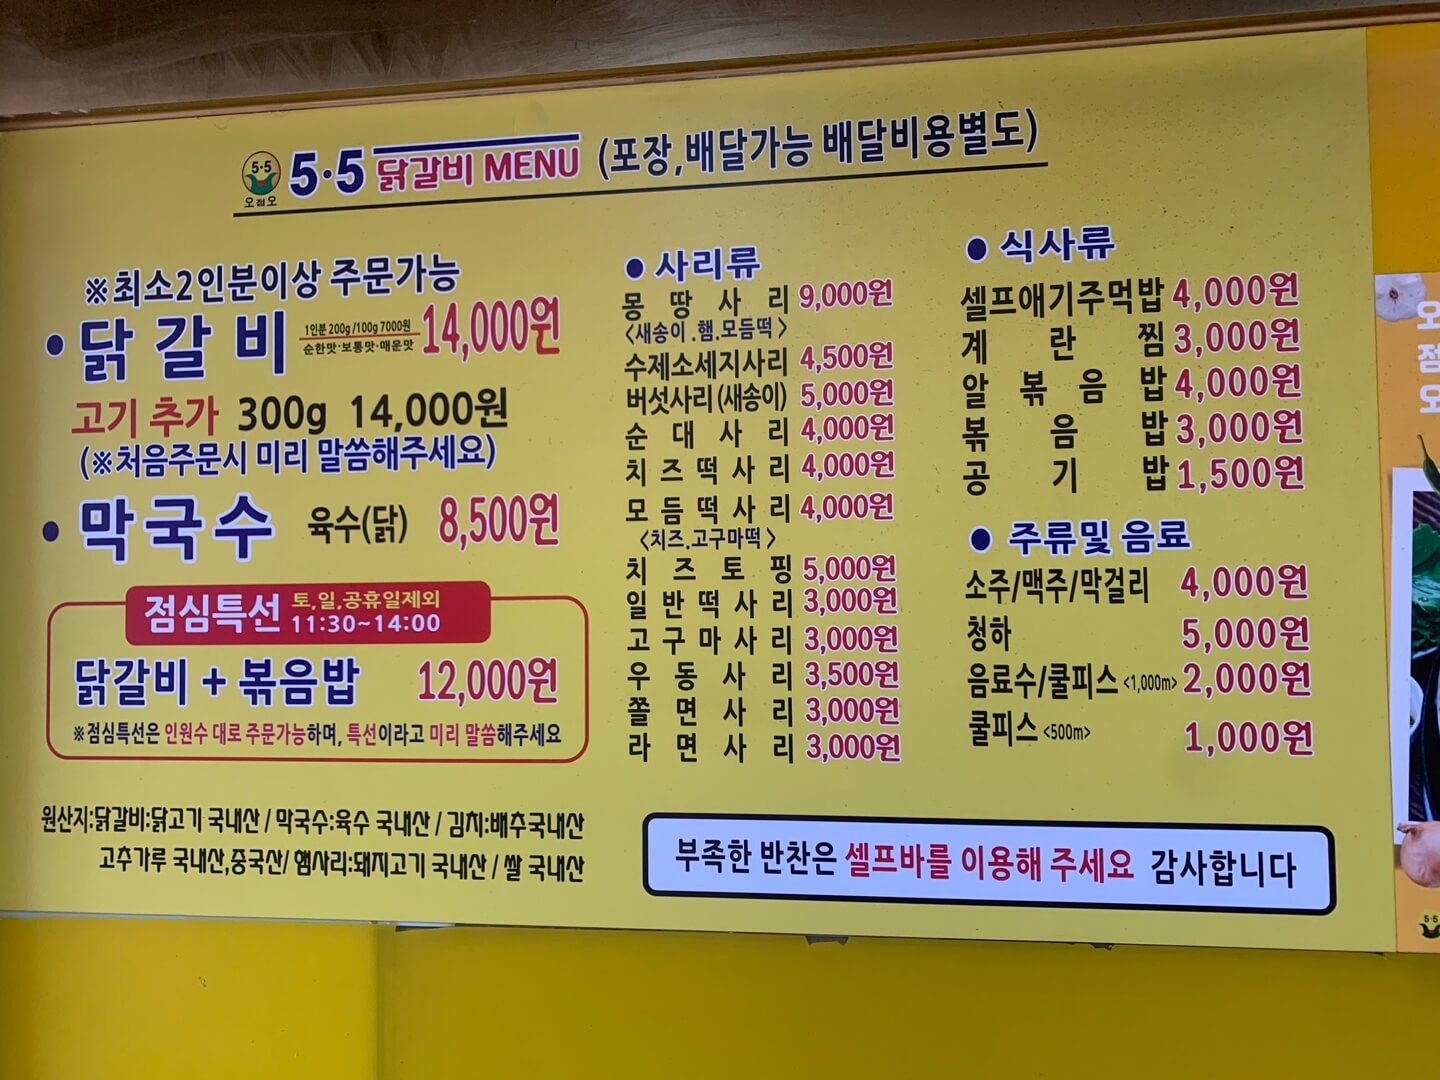 5·5
오점오
5·5 닭갈비 MENU (포장,배달가능 배달비용별도)
※최소2인분이상 주문가능
• 닭갈비 1인분 200g /100g 7000원 14,000원
순한맛·보통맛·매운맛
고기 추가 300g 14,000원
(※처음주문시 미리 말씀해주세요)
• 막국수 육수(닭) 8,500원
점심특선 토,일,공휴일제외
11:30~14:00
닭갈비 + 볶음밥 12,000원
※점심특선은 인원수 대로 주문가능하며, 특선이라고 미리 말씀해주세요
원산지:닭갈비:닭고기 국내산 / 막국수:육수 국내산 / 김치:배추국내산
고추가루 국내산,중국산/ 햄사리:돼지고기 국내산 / 쌀 국내산
● 사리류
몽땅사리 9,000원
<새송이.햄.모듬떡>
수제소세지사리 4,500원
버섯사리(새송이) 5,000원
순대사리 4,000원
치즈떡사리 4,000원
모듬떡사리 4,000원
<치즈.고구마떡>
치즈토핑 5,000원
일반떡사리 3,000원
고구마사리 3,000원
우동사리 3,500원
쫄면사리 3,000원
라면사리 3,000원
● 식사류
셀프애기주먹밥 4,000원
계란찜 3,000원
알볶음밥 4,000원
볶음밥 3,000원
공기밥 1,500원
● 주류및 음료
소주/맥주/막걸리 4,000원
청하 5,000원
음료수/쿨피스 <1,000m> 2,000원
쿨피스 <500m> 1,000원
부족한 반찬은 셀프바를 이용해 주세요 감사합니다
점
5·5